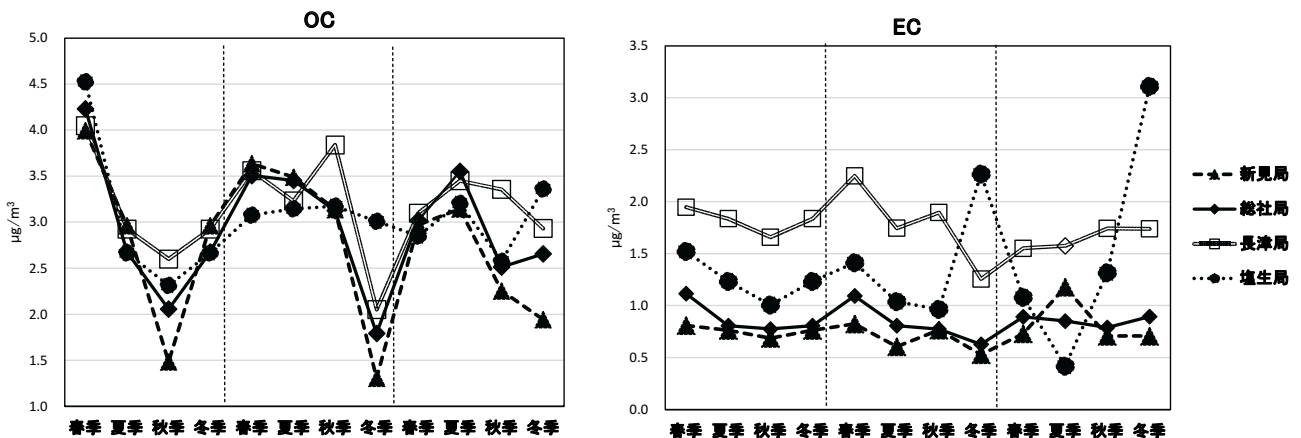 OC
5.0
4.5
4.0
3.5
3.0
2.5
2.0
1.5
1.0
μg/m³
春季 夏季 秋季 冬季 春季 夏季 秋季 冬季 春季 夏季 秋季 冬季
EC
3.5
3.0
2.5
2.0
1.5
1.0
0.5
0.0
μg/m³
春季 夏季 秋季 冬季 春季 夏季 秋季 冬季 春季 夏季 秋季 冬季
新見局
総社局
長津局
塩生局